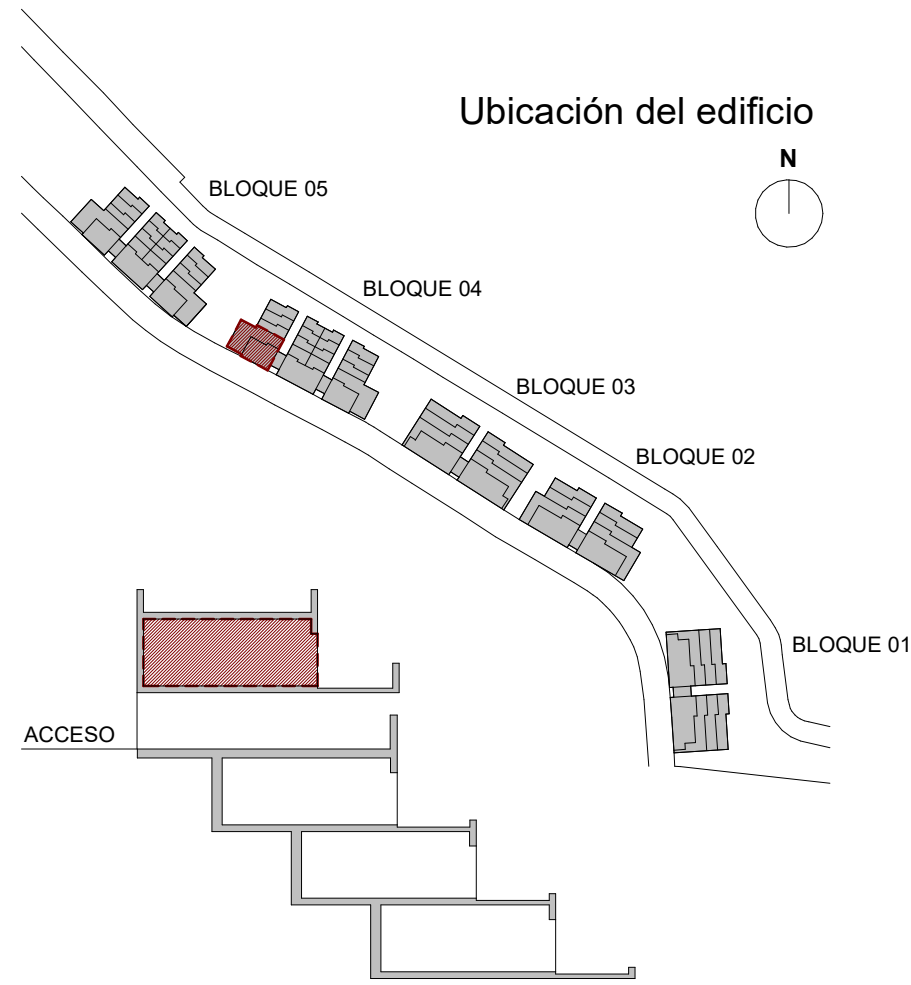 Ubicación del edificio
N
BLOQUE 05
BLOQUE 04
BLOQUE 03
BLOQUE 02
BLOQUE 01
ACCESO